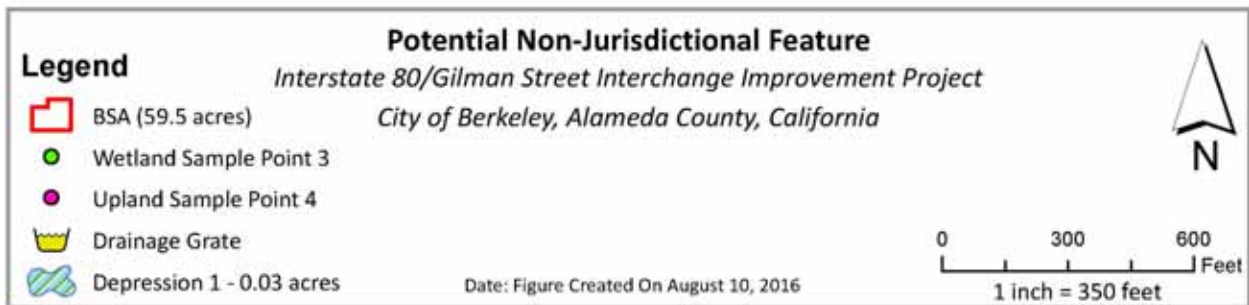 Potential Non-Jurisdictional Feature
Interstate 80/Gilman Street Interchange Improvement Project
City of Berkeley, Alameda County, California
Legend
BSA (59.5 acres)
Wetland Sample Point 3
Upland Sample Point 4
Drainage Grate
Depression 1 - 0.03 acres
Date: Figure Created On August 10, 2016
N
0 300 600
Feet
1 inch = 350 feet